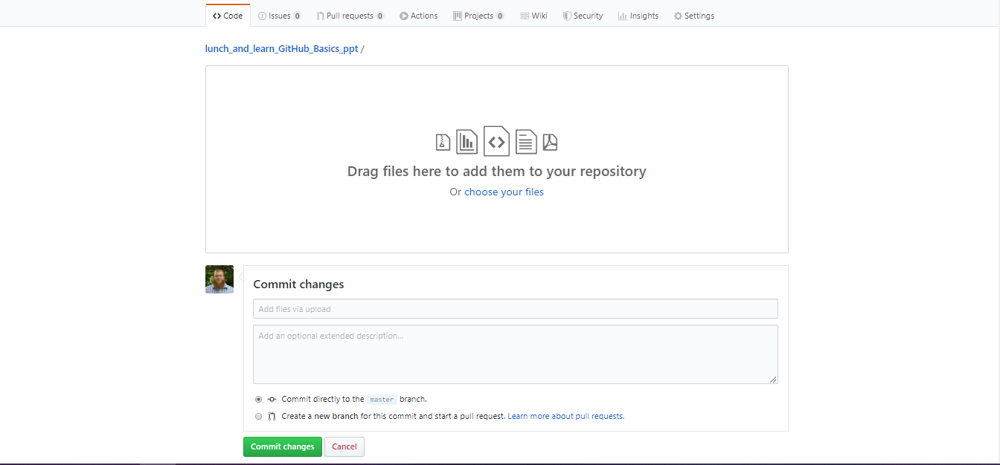 Code Issues 0 Pull requests 0 Actions Projects 0 Wiki Security Insights Settings
lunch_and_learn_GitHub_Basics_ppt /
Drag files here to add them to your repository
Or choose your files
Commit changes
Add files via upload
Add an optional extended description...
Commit directly to the master branch.
Create a new branch for this commit and start a pull request. Learn more about pull requests.
Commit changes Cancel